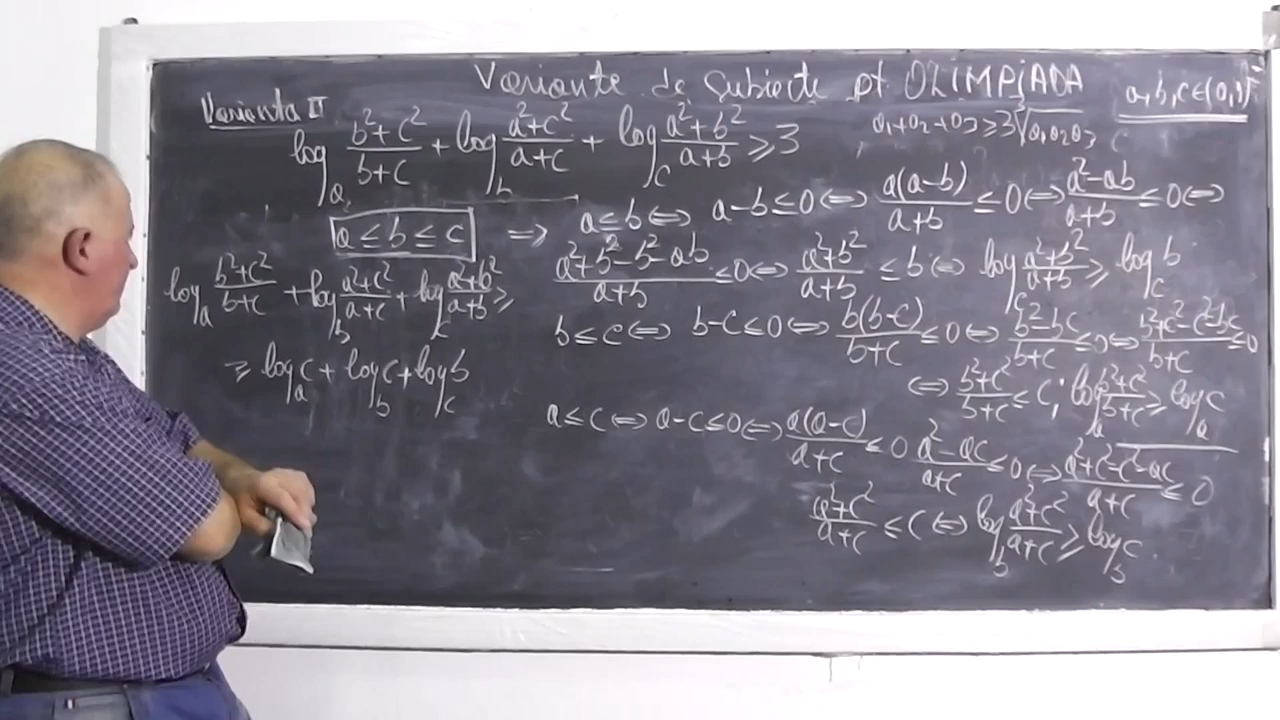 Variante de Subiecte pt OLIMPIADA
a,b,c∈(0,1)
Varianta II
log_a (b²+c²)/(b+c) + log_b (a²+c²)/(a+c) + log_c (a²+b²)/(a+b) ≥ 3
a₁+a₂+a₃ ≥ 3∛(a₁a₂a₃)
a ≤ b ≤ c ⇒ a ≤ b ⇔ a-b ≤ 0 ⇔ a(a-b)/(a+b) ≤ 0 ⇔ (a²-ab)/(a+b) ≤ 0 ⇔
(a²+b²-b²-ab)/(a+b) ≤ 0 ⇔ (a²+b²)/(a+b) ≤ b ⇔ log_c (a²+b²)/(a+b) ≥ log_c b
log_a (b²+c²)/(b+c) + log_b (a²+c²)/(a+c) + log_c (a²+b²)/(a+b) ≥
≥ log_a c + log_b c + log_c b
b ≤ c ⇔ b-c ≤ 0 ⇔ b(b-c)/(b+c) ≤ 0 ⇔ (b²-bc)/(b+c) ≤ 0 ⇔ (b²+c²-c²-bc)/(b+c) ≤ 0
⇔ (b²+c²)/(b+c) ≤ c; log_a (b²+c²)/(b+c) ≥ log_a c
a ≤ c ⇔ a-c ≤ 0 ⇔ a(a-c)/(a+c) ≤ 0 (a²-ac)/(a+c) ≤ 0 ⇔ (a²+c²-c²-ac)/(a+c) ≤ 0
(a²+c²)/(a+c) ≤ c ⇔ log_b (a²+c²)/(a+c) ≥ log_b c